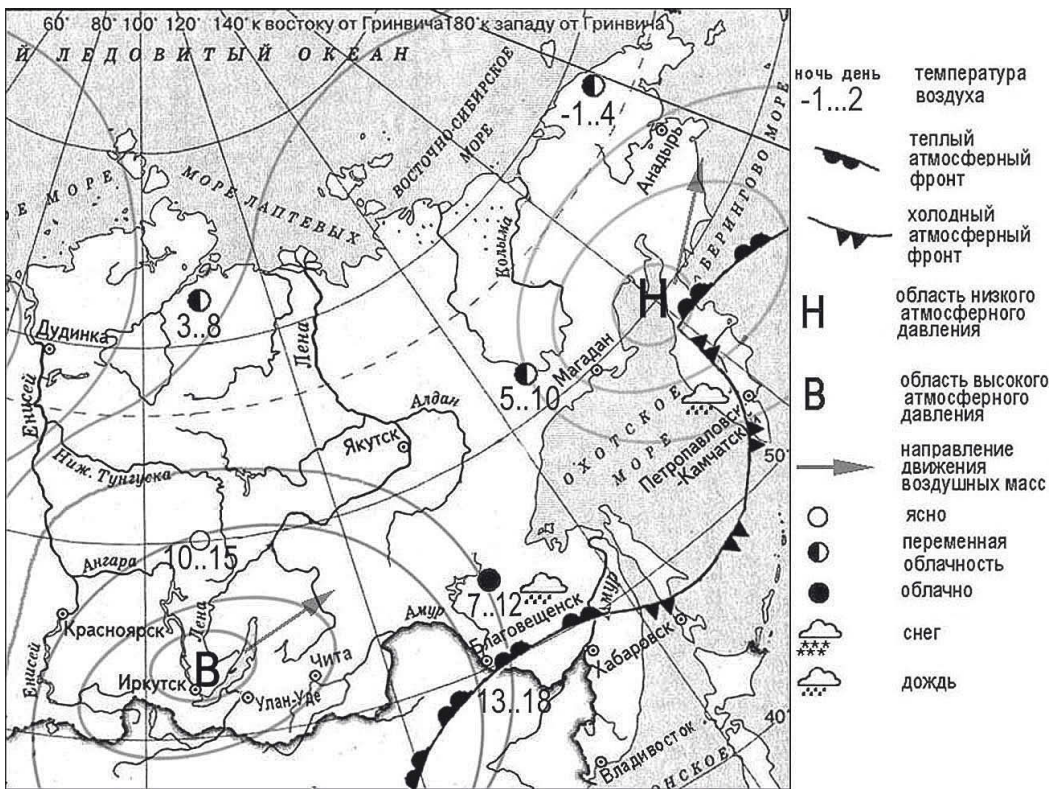 60° 80° 100° 120° 140° к востоку от Гринвича 180° к западу от Гринвича
Й ЛЕДОВИТЫЙ ОКЕАН
Е МОРЕ
МОРЕ ЛАПТЕВЫХ
ВОСТОЧНО-СИБИРСКОЕ
МОРЕ
-1..4
Анадырь
БЕРИНГОВО МОРЕ
Колыма
3..8
Дудинка
Лена
Н
Енисей
5..10
Магадан
Алдан
Якутск
ОХОТСКОЕ
МОРЕ
Петропавловск
-Камчатск
50°
Ниж. Тунгуска
10..15
Ангара
7..12
Амур
Амур
Лена
Красноярск
Благовещенск
Хабаровск
Енисей
В
Иркутск
Чита
Улан-Удэ
13..18
40°
Владивосток
ОНСКОЕ
ночь день
-1...2
температура
воздуха
теплый
атмосферный
фронт
холодный
атмосферный
фронт
Н
область низкого
атмосферного
давления
В
область высокого
атмосферного
давления
направление
движения
воздушных масс
ясно
переменная
облачность
облачно
снег
дождь